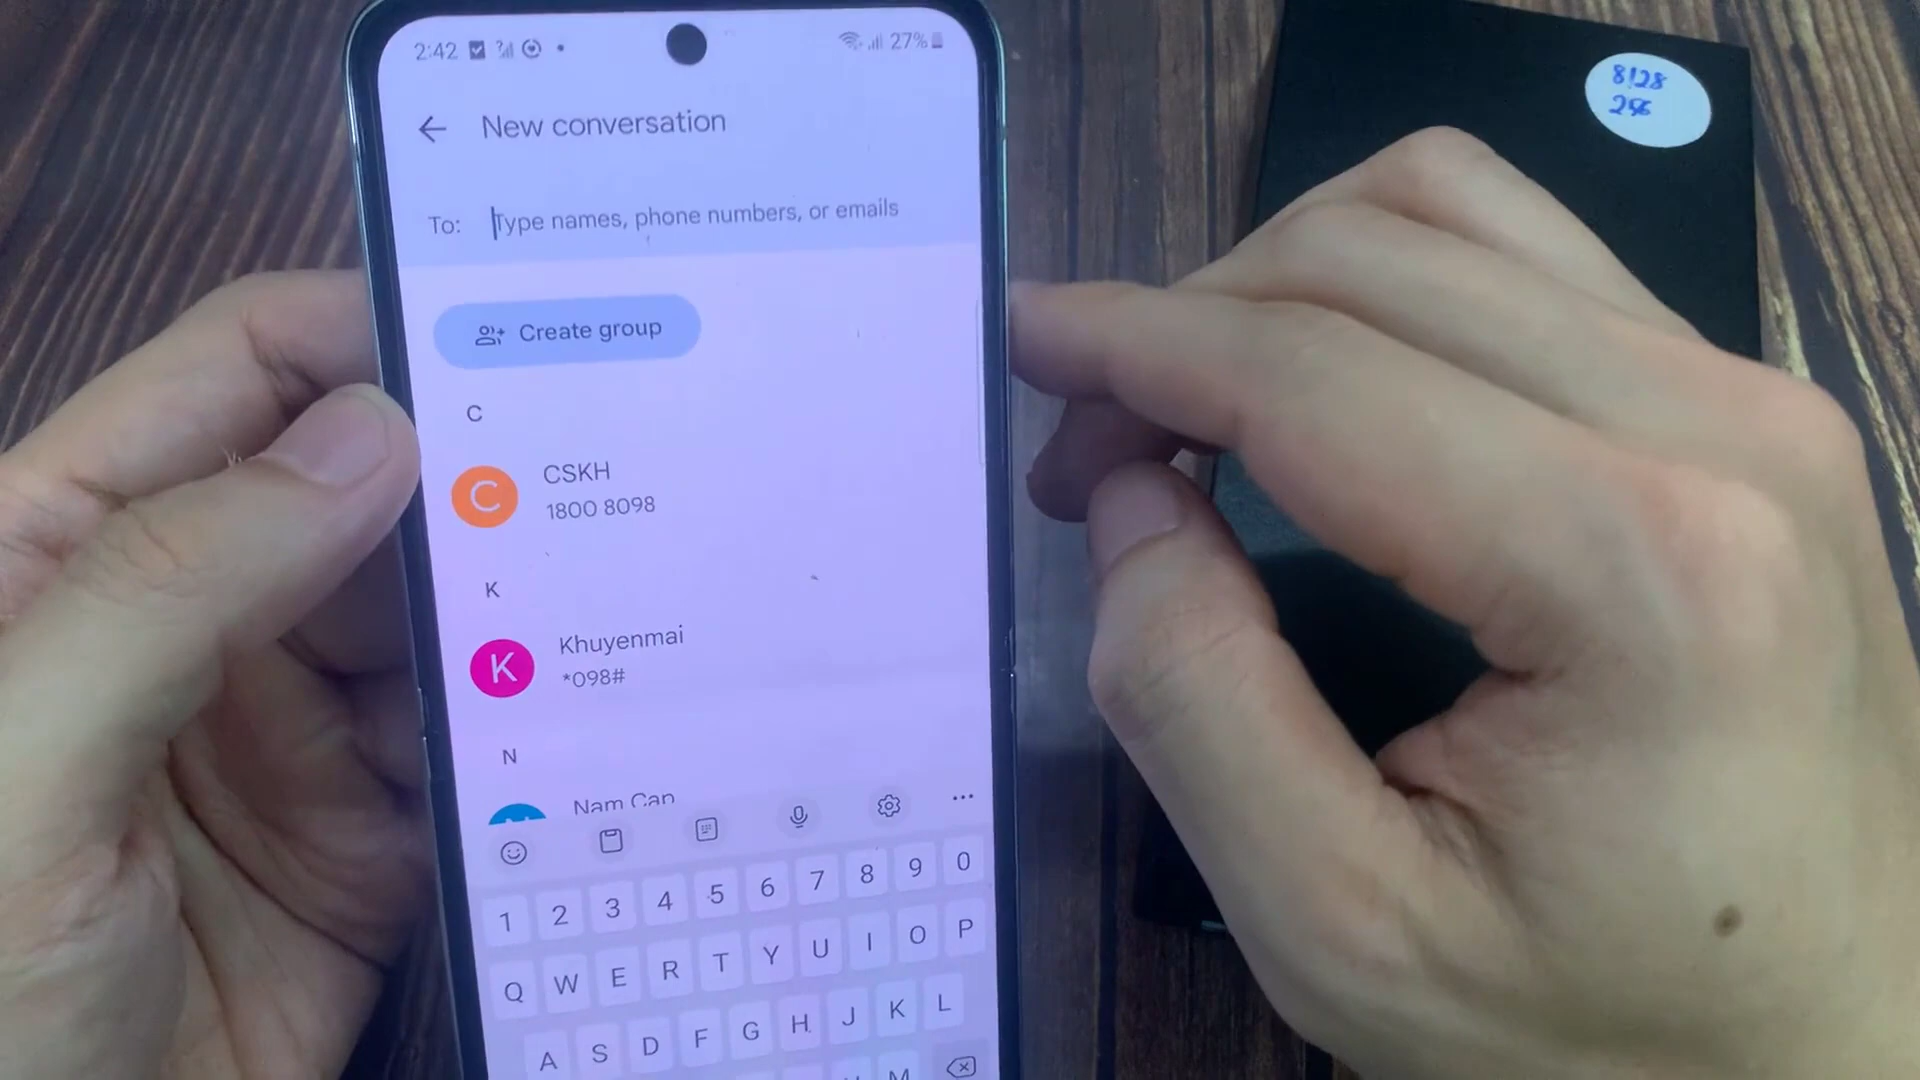 2:42
27%
New conversation
To: Type names, phone numbers, or emails
Create group
C
C
CSKH
1800 8098
K
K
Khuyenmai
*098#
N
Nam Can
1 2 3 4 5 6 7 8 9 0
Q W E R T Y U I O P
A S D F G H J K L
M
8128
256